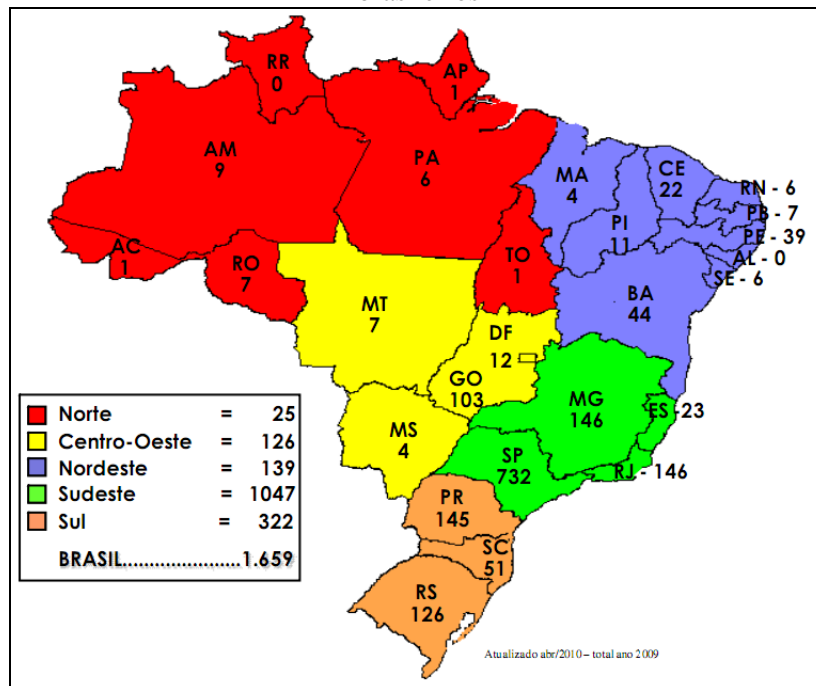 RR
0
AP
1
AM
9
PA
6
MA
4
CE
22
RN - 6
PB - 7
PE - 39
AL - 0
SE - 6
PI
11
AC
1
RO
7
TO
1
BA
44
MT
7
DF
12
GO
103
MG
146
ES -23
MS
4
SP
732
RJ - 146
PR
145
SC
51
RS
126
Norte = 25
Centro-Oeste = 126
Nordeste = 139
Sudeste = 1047
Sul = 322
BRASIL......................1.659
Atualizado abr/2010 – total ano 2009